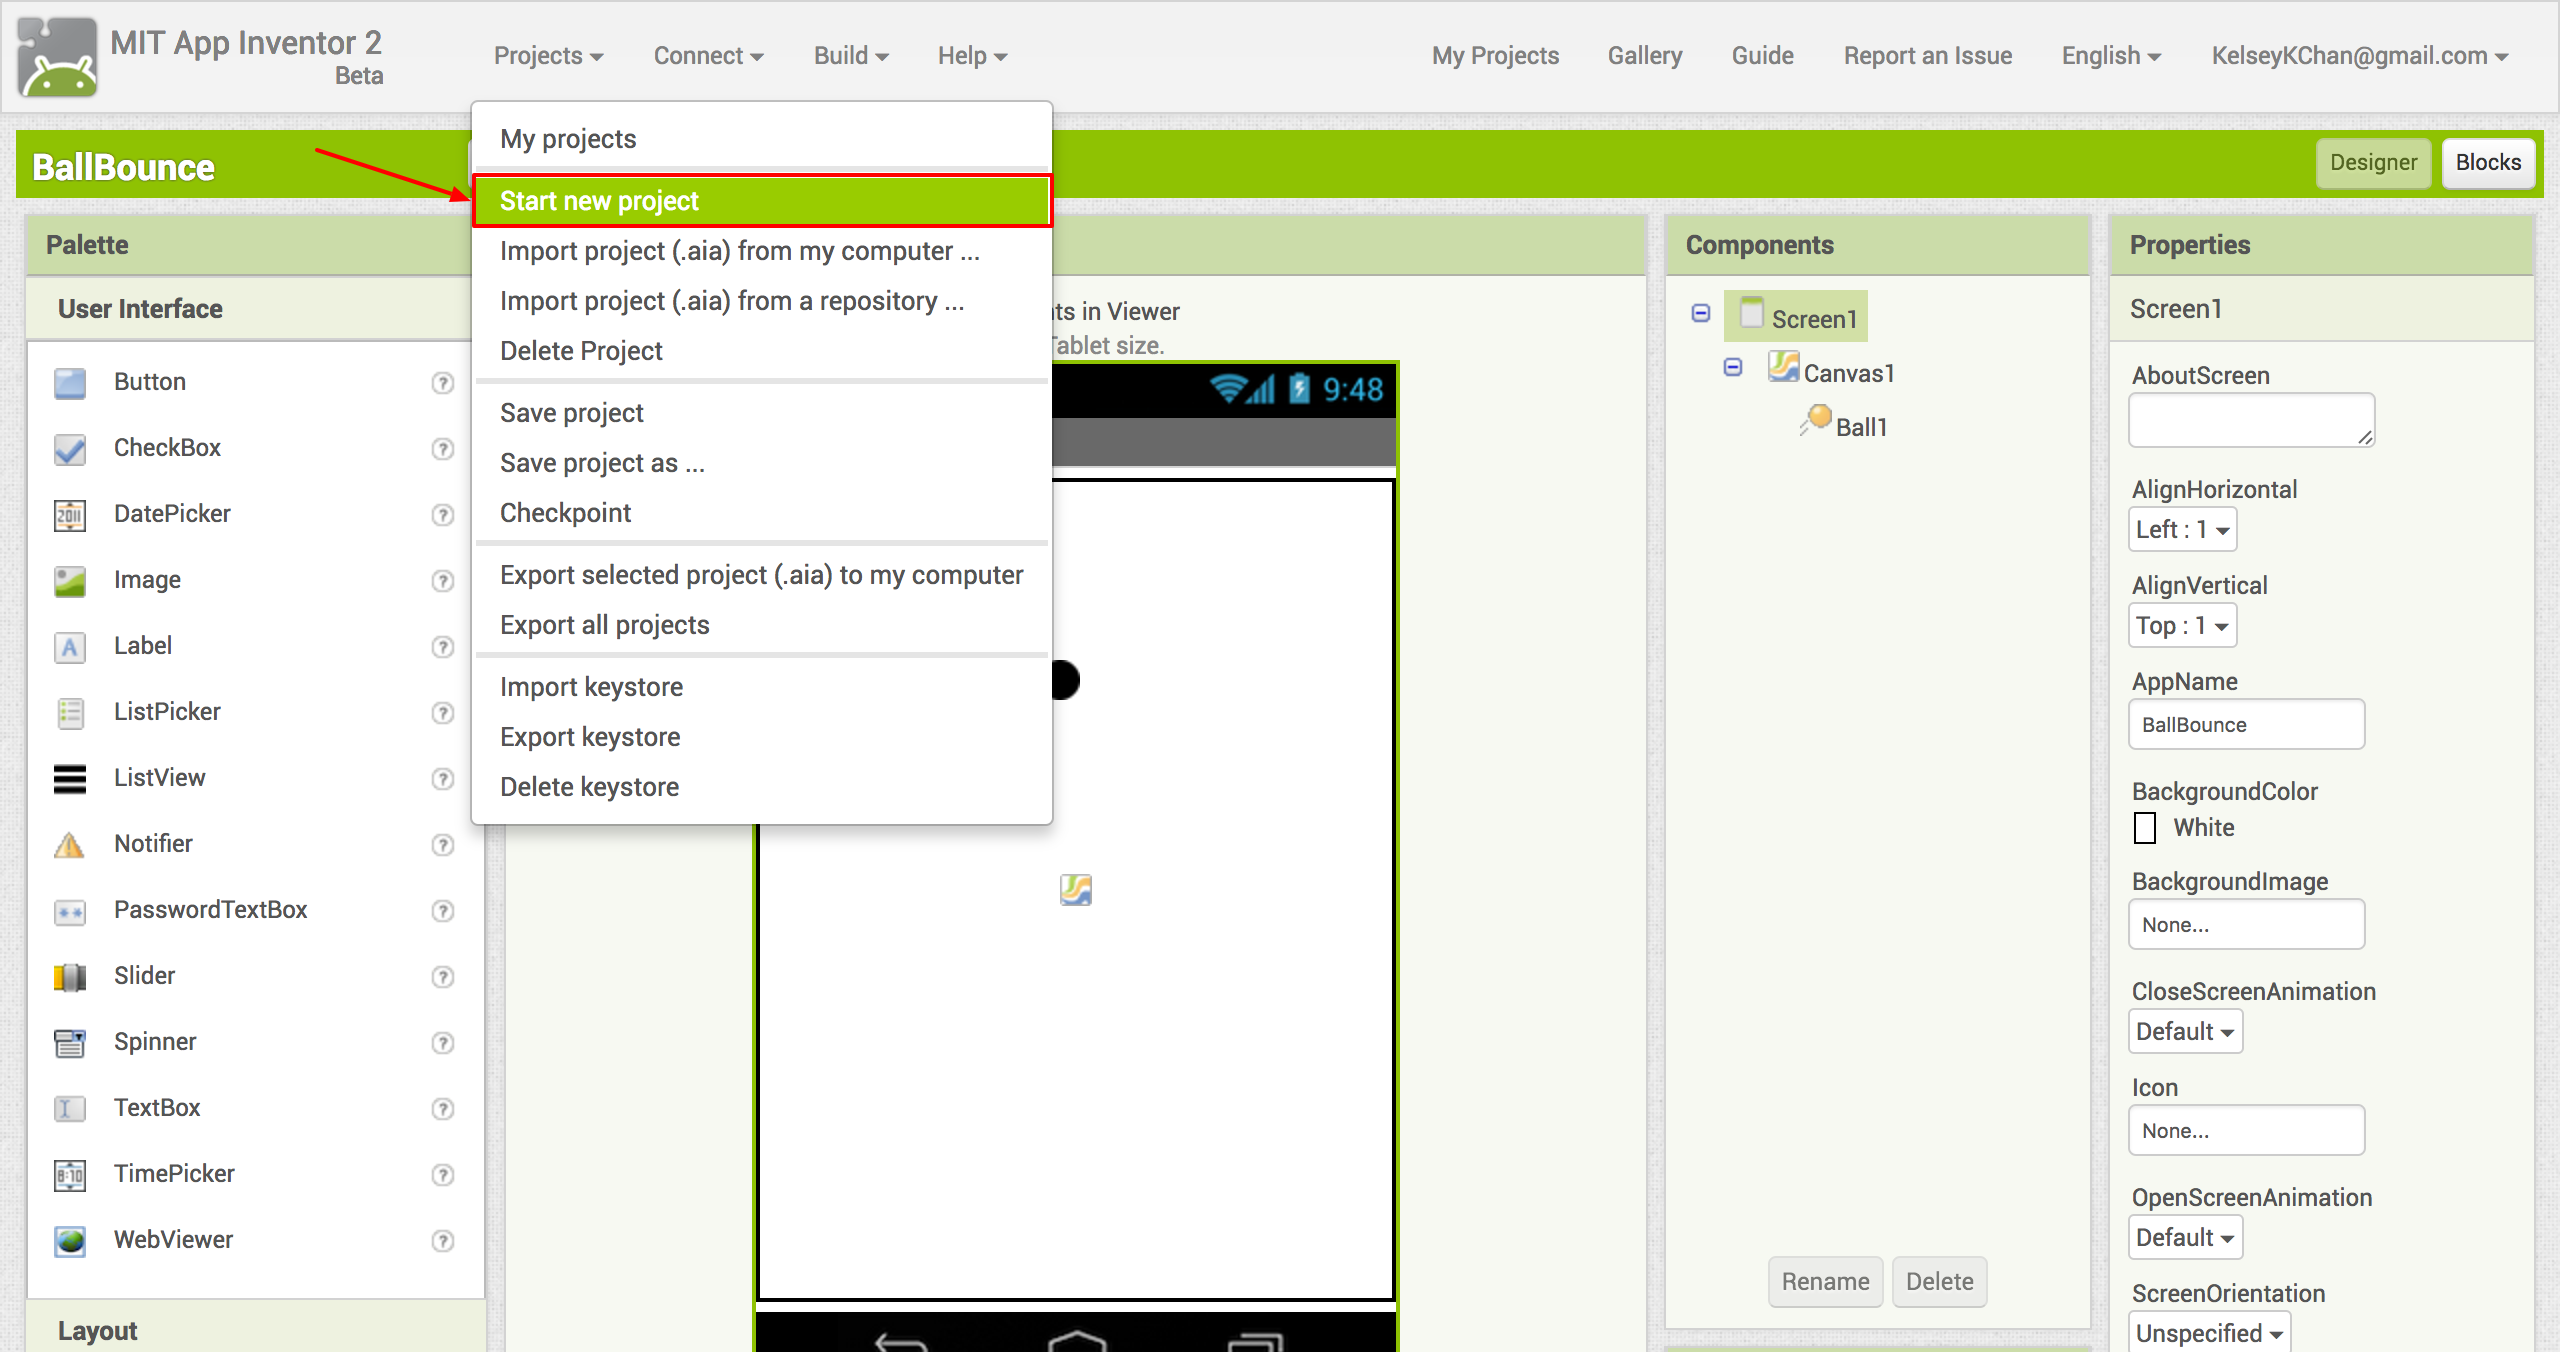 MIT App Inventor 2
Beta
Projects Connect Build Help My Projects Gallery Guide Report an Issue English KelseyKChan@gmail.com
BallBounce
Designer Blocks
My projects
Start new project
Import project (.aia) from my computer ...
Import project (.aia) from a repository ...
Delete Project
Save project
Save project as ...
Checkpoint
Export selected project (.aia) to my computer
Export all projects
Import keystore
Export keystore
Delete keystore
Palette
User Interface
Button ?
CheckBox ?
DatePicker ?
Image ?
Label ?
ListPicker ?
ListView ?
Notifier ?
PasswordTextBox ?
Slider ?
Spinner ?
TextBox ?
TimePicker ?
WebViewer ?
Layout
nts in Viewer
Tablet size.
9:48
Components
Screen1
Canvas1
Ball1
Rename Delete
Properties
Screen1
AboutScreen
AlignHorizontal
Left : 1
AlignVertical
Top : 1
AppName
BallBounce
BackgroundColor
White
BackgroundImage
None...
CloseScreenAnimation
Default
Icon
None...
OpenScreenAnimation
Default
ScreenOrientation
Unspecified